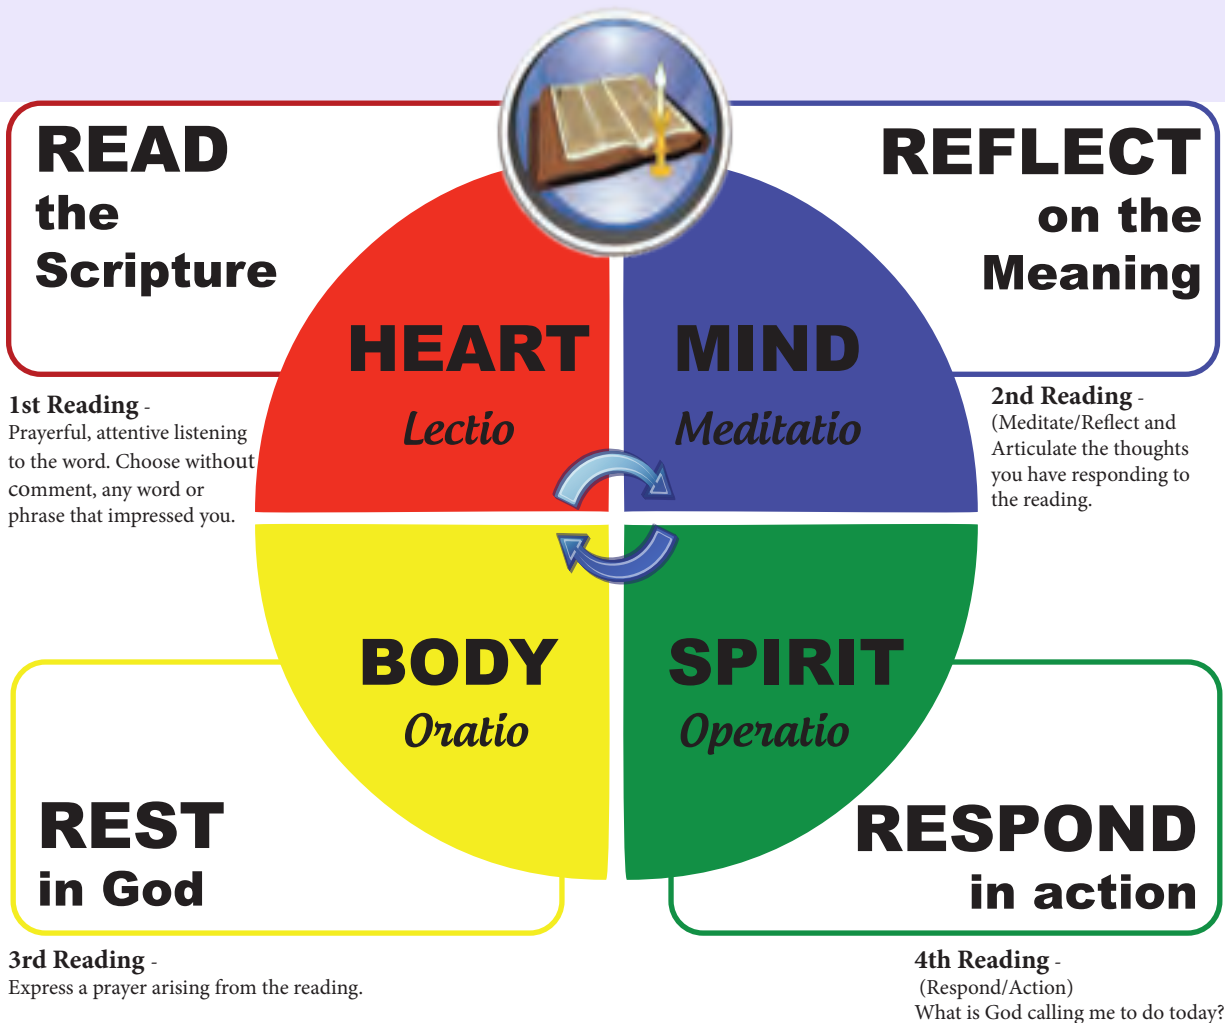 READ
the
Scripture
REFLECT
on the
Meaning
HEART
Lectio
MIND
Meditatio
1st Reading -
Prayerful, attentive listening
to the word. Choose without
comment, any word or
phrase that impressed you.
2nd Reading -
(Meditate/Reflect and
Articulate the thoughts
you have responding to
the reading.
BODY
Oratio
SPIRIT
Operatio
REST
in God
RESPOND
in action
3rd Reading -
Express a prayer arising from the reading.
4th Reading -
(Respond/Action)
What is God calling me to do today?